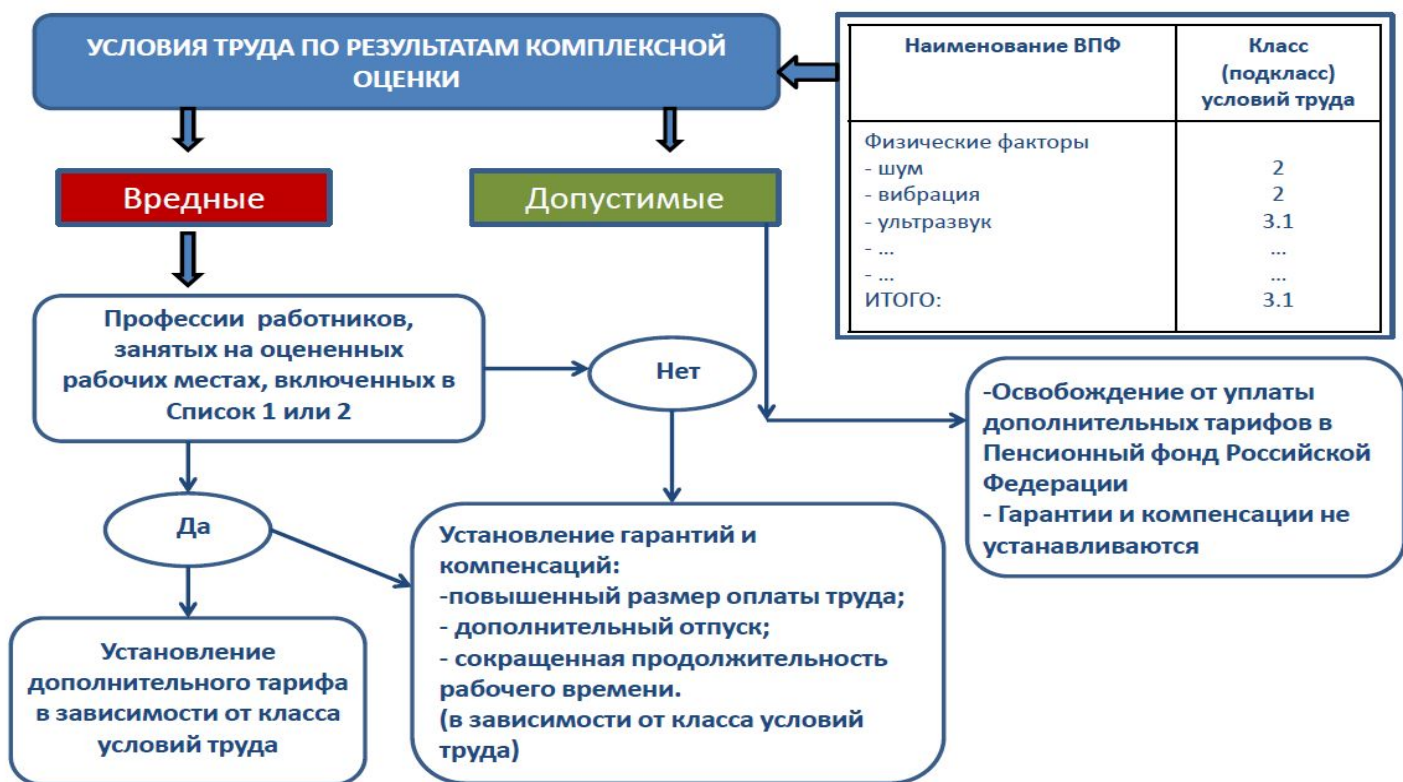 УСЛОВИЯ ТРУДА ПО РЕЗУЛЬТАТАМ КОМПЛЕКСНОЙ
ОЦЕНКИ
Наименование ВПФ
Класс
(подкласс)
условий труда
Физические факторы
- шум 2
- вибрация 2
- ультразвук 3.1
- ... ...
- ... ...
ИТОГО: 3.1
Вредные
Допустимые
Профессии работников,
занятых на оцененных
рабочих местах, включенных в
Список 1 или 2
Нет
-Освобождение от уплаты
дополнительных тарифов в
Пенсионный фонд Российской
Федерации
- Гарантии и компенсации не
устанавливаются
Да
Установление гарантий и
компенсаций:
-повышенный размер оплаты труда;
- дополнительный отпуск;
- сокращенная продолжительность
рабочего времени.
(в зависимости от класса условий
труда)
Установление
дополнительного тарифа
в зависимости от класса
условий труда